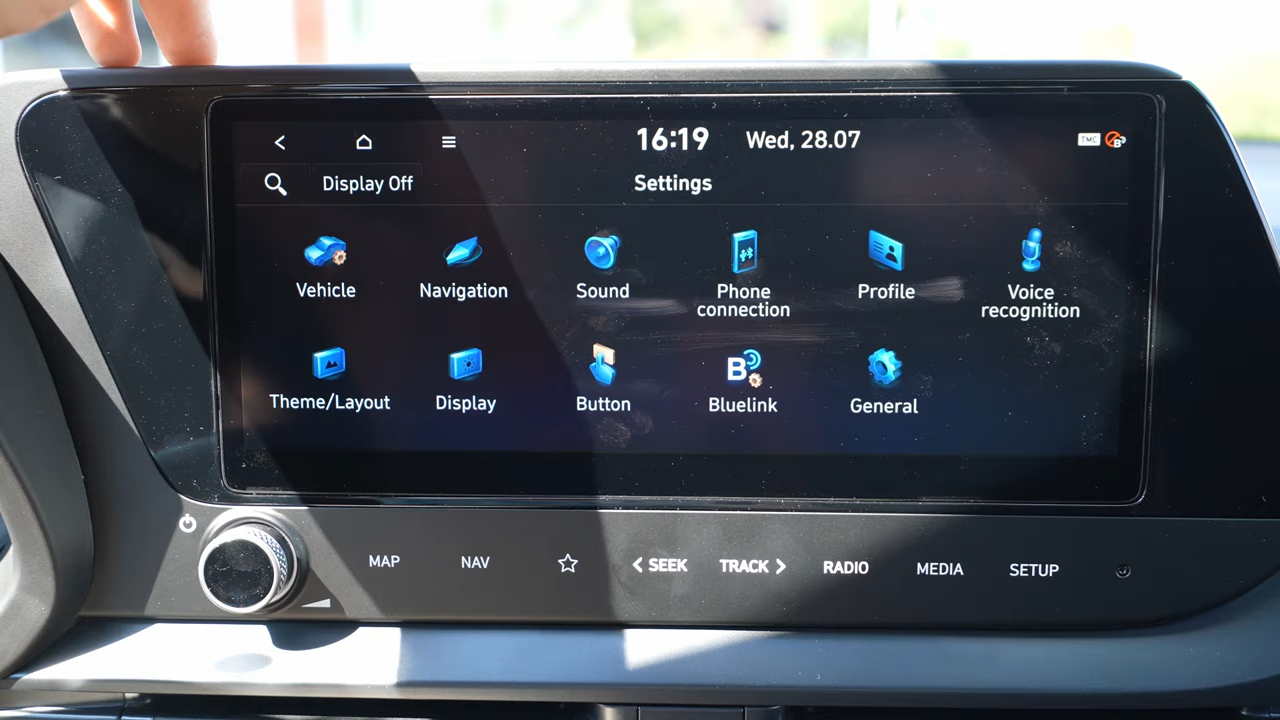 16:19 Wed, 28.07 TMC
Display Off Settings
Vehicle Navigation Sound Phone connection Profile Voice recognition
Theme/Layout Display Button Bluelink General
MAP NAV < SEEK TRACK > RADIO MEDIA SETUP